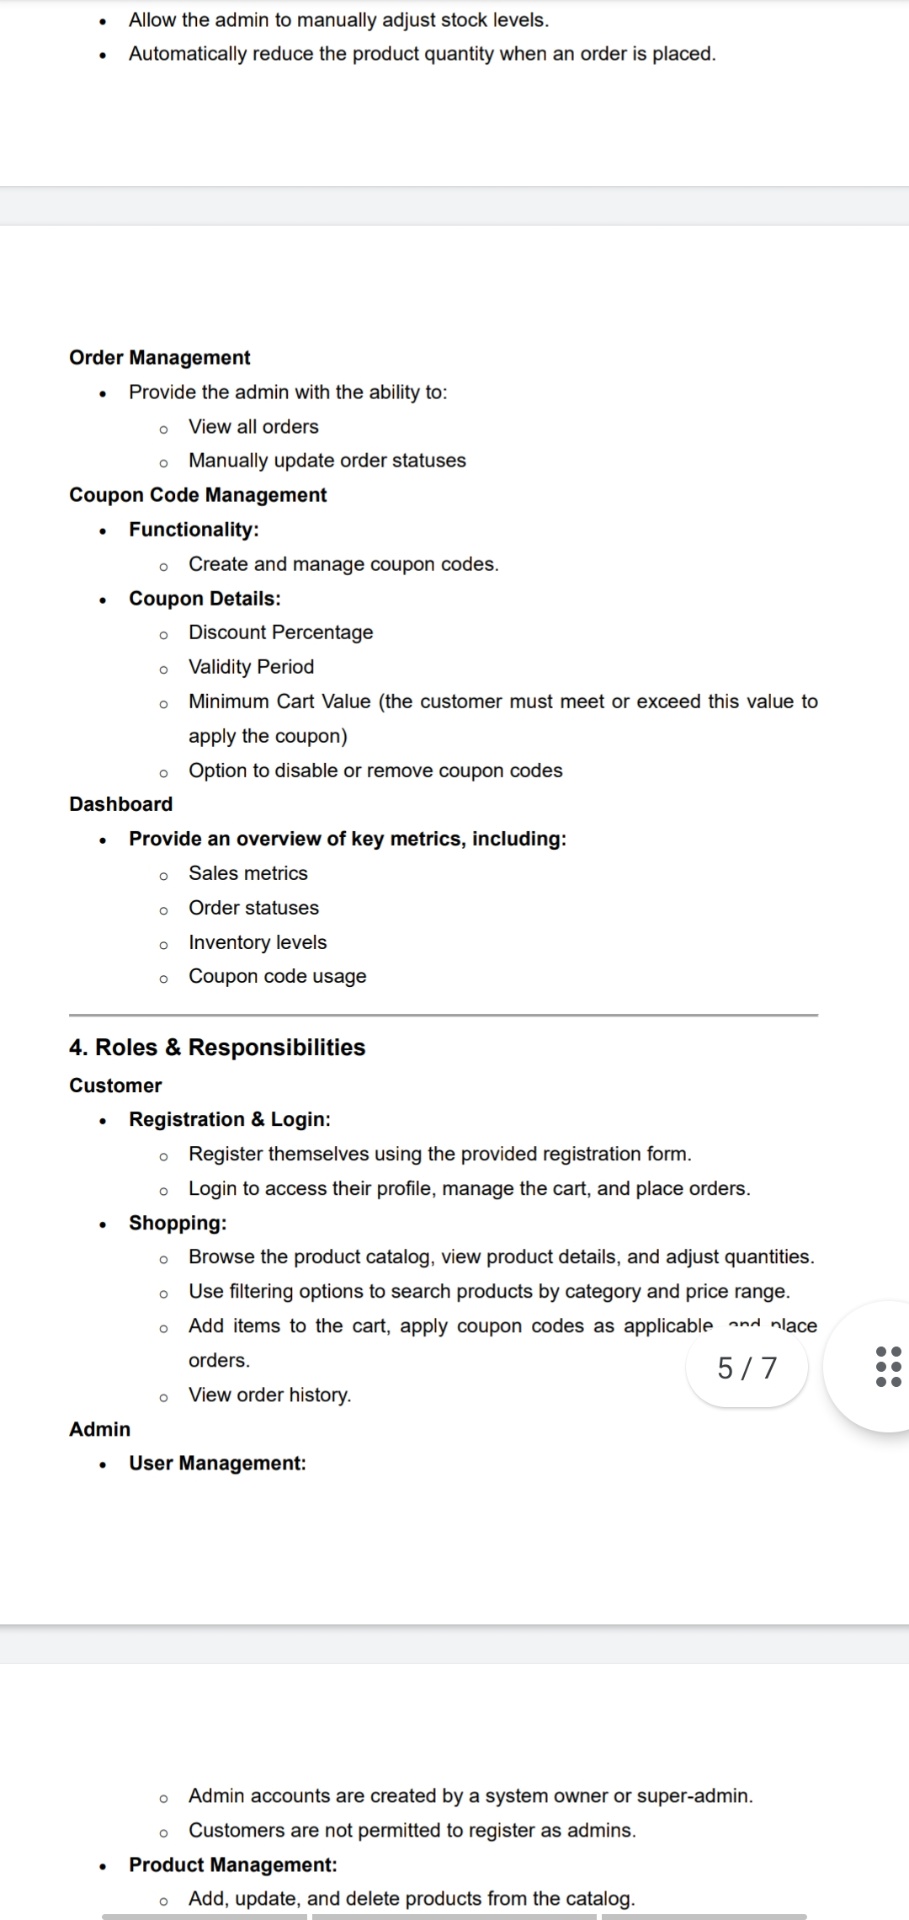 • Allow the admin to manually adjust stock levels.
• Automatically reduce the product quantity when an order is placed.
Order Management
• Provide the admin with the ability to:
o View all orders
o Manually update order statuses
Coupon Code Management
• Functionality:
o Create and manage coupon codes.
• Coupon Details:
o Discount Percentage
o Validity Period
o Minimum Cart Value (the customer must meet or exceed this value to
apply the coupon)
o Option to disable or remove coupon codes
Dashboard
• Provide an overview of key metrics, including:
o Sales metrics
o Order statuses
o Inventory levels
o Coupon code usage
4. Roles & Responsibilities
Customer
• Registration & Login:
o Register themselves using the provided registration form.
o Login to access their profile, manage the cart, and place orders.
• Shopping:
o Browse the product catalog, view product details, and adjust quantities.
o Use filtering options to search products by category and price range.
o Add items to the cart, apply coupon codes as applicable and place
orders.
5 / 7
o View order history.
Admin
• User Management:
o Admin accounts are created by a system owner or super-admin.
o Customers are not permitted to register as admins.
• Product Management:
o Add, update, and delete products from the catalog.